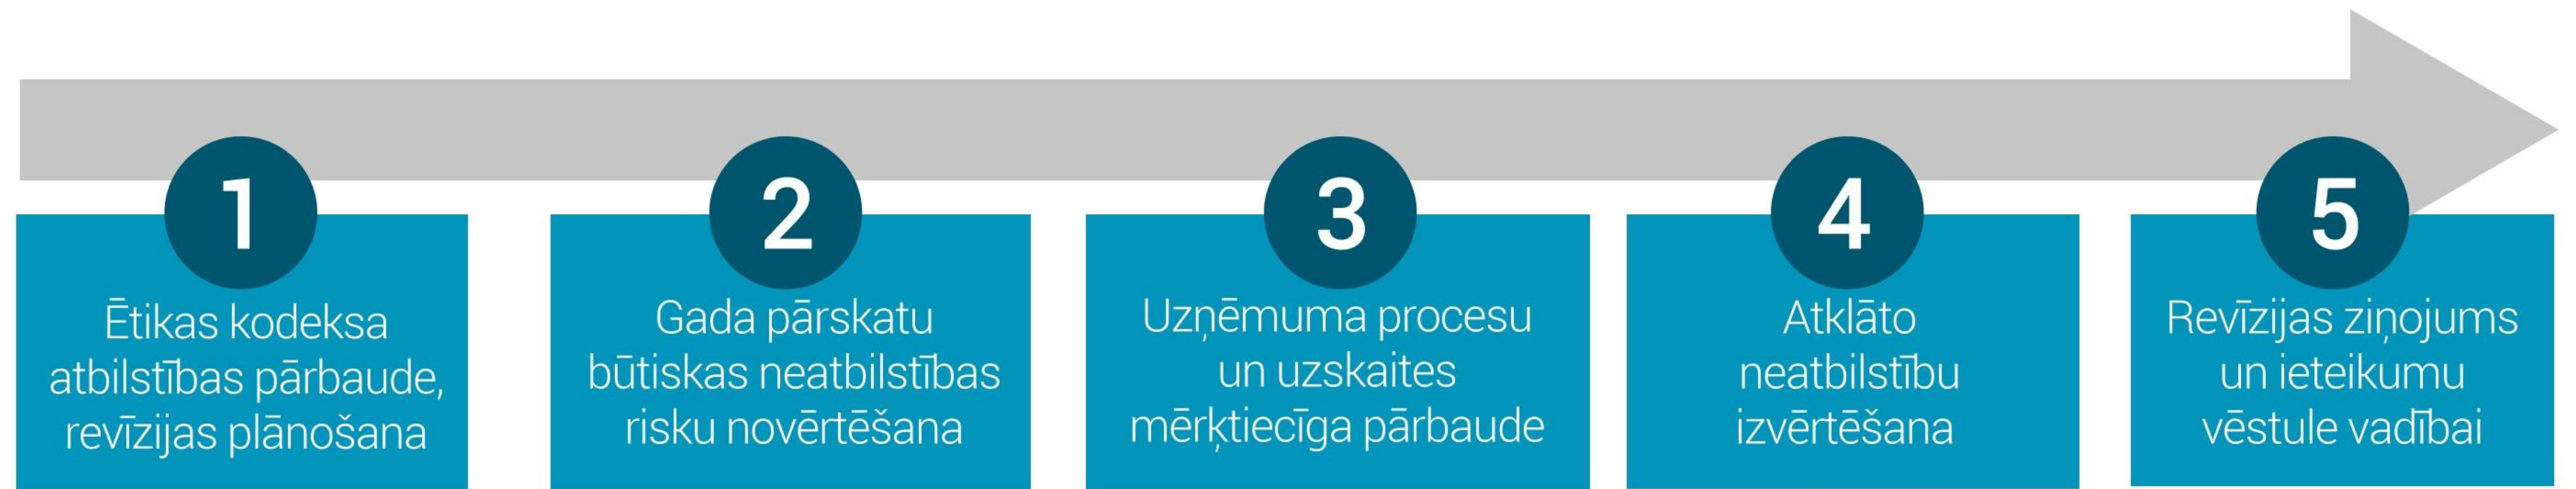 1
Ētikas kodeksa
atbilstības pārbaude,
revīzijas plānošana
2
Gada pārskatu
būtiskas neatbilstības
risku novērtēšana
3
Uzņēmuma procesu
un uzskaites
mērķtiecīga pārbaude
4
Atklāto
neatbilstību
izvērtēšana
5
Revīzijas ziņojums
un ieteikumu
vēstule vadībai